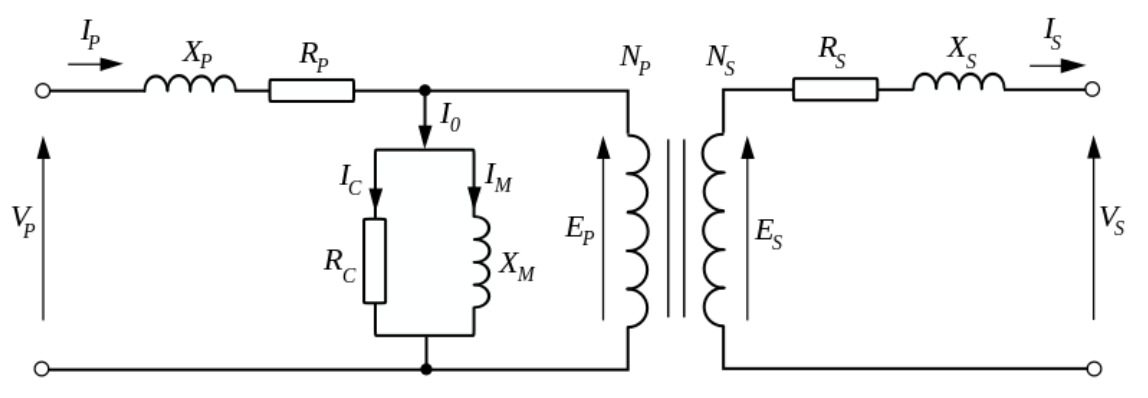 I_P
X_P
R_P
N_P
N_S
R_S
X_S
I_S
I_0
I_C
I_M
V_P
R_C
X_M
E_P
E_S
V_S